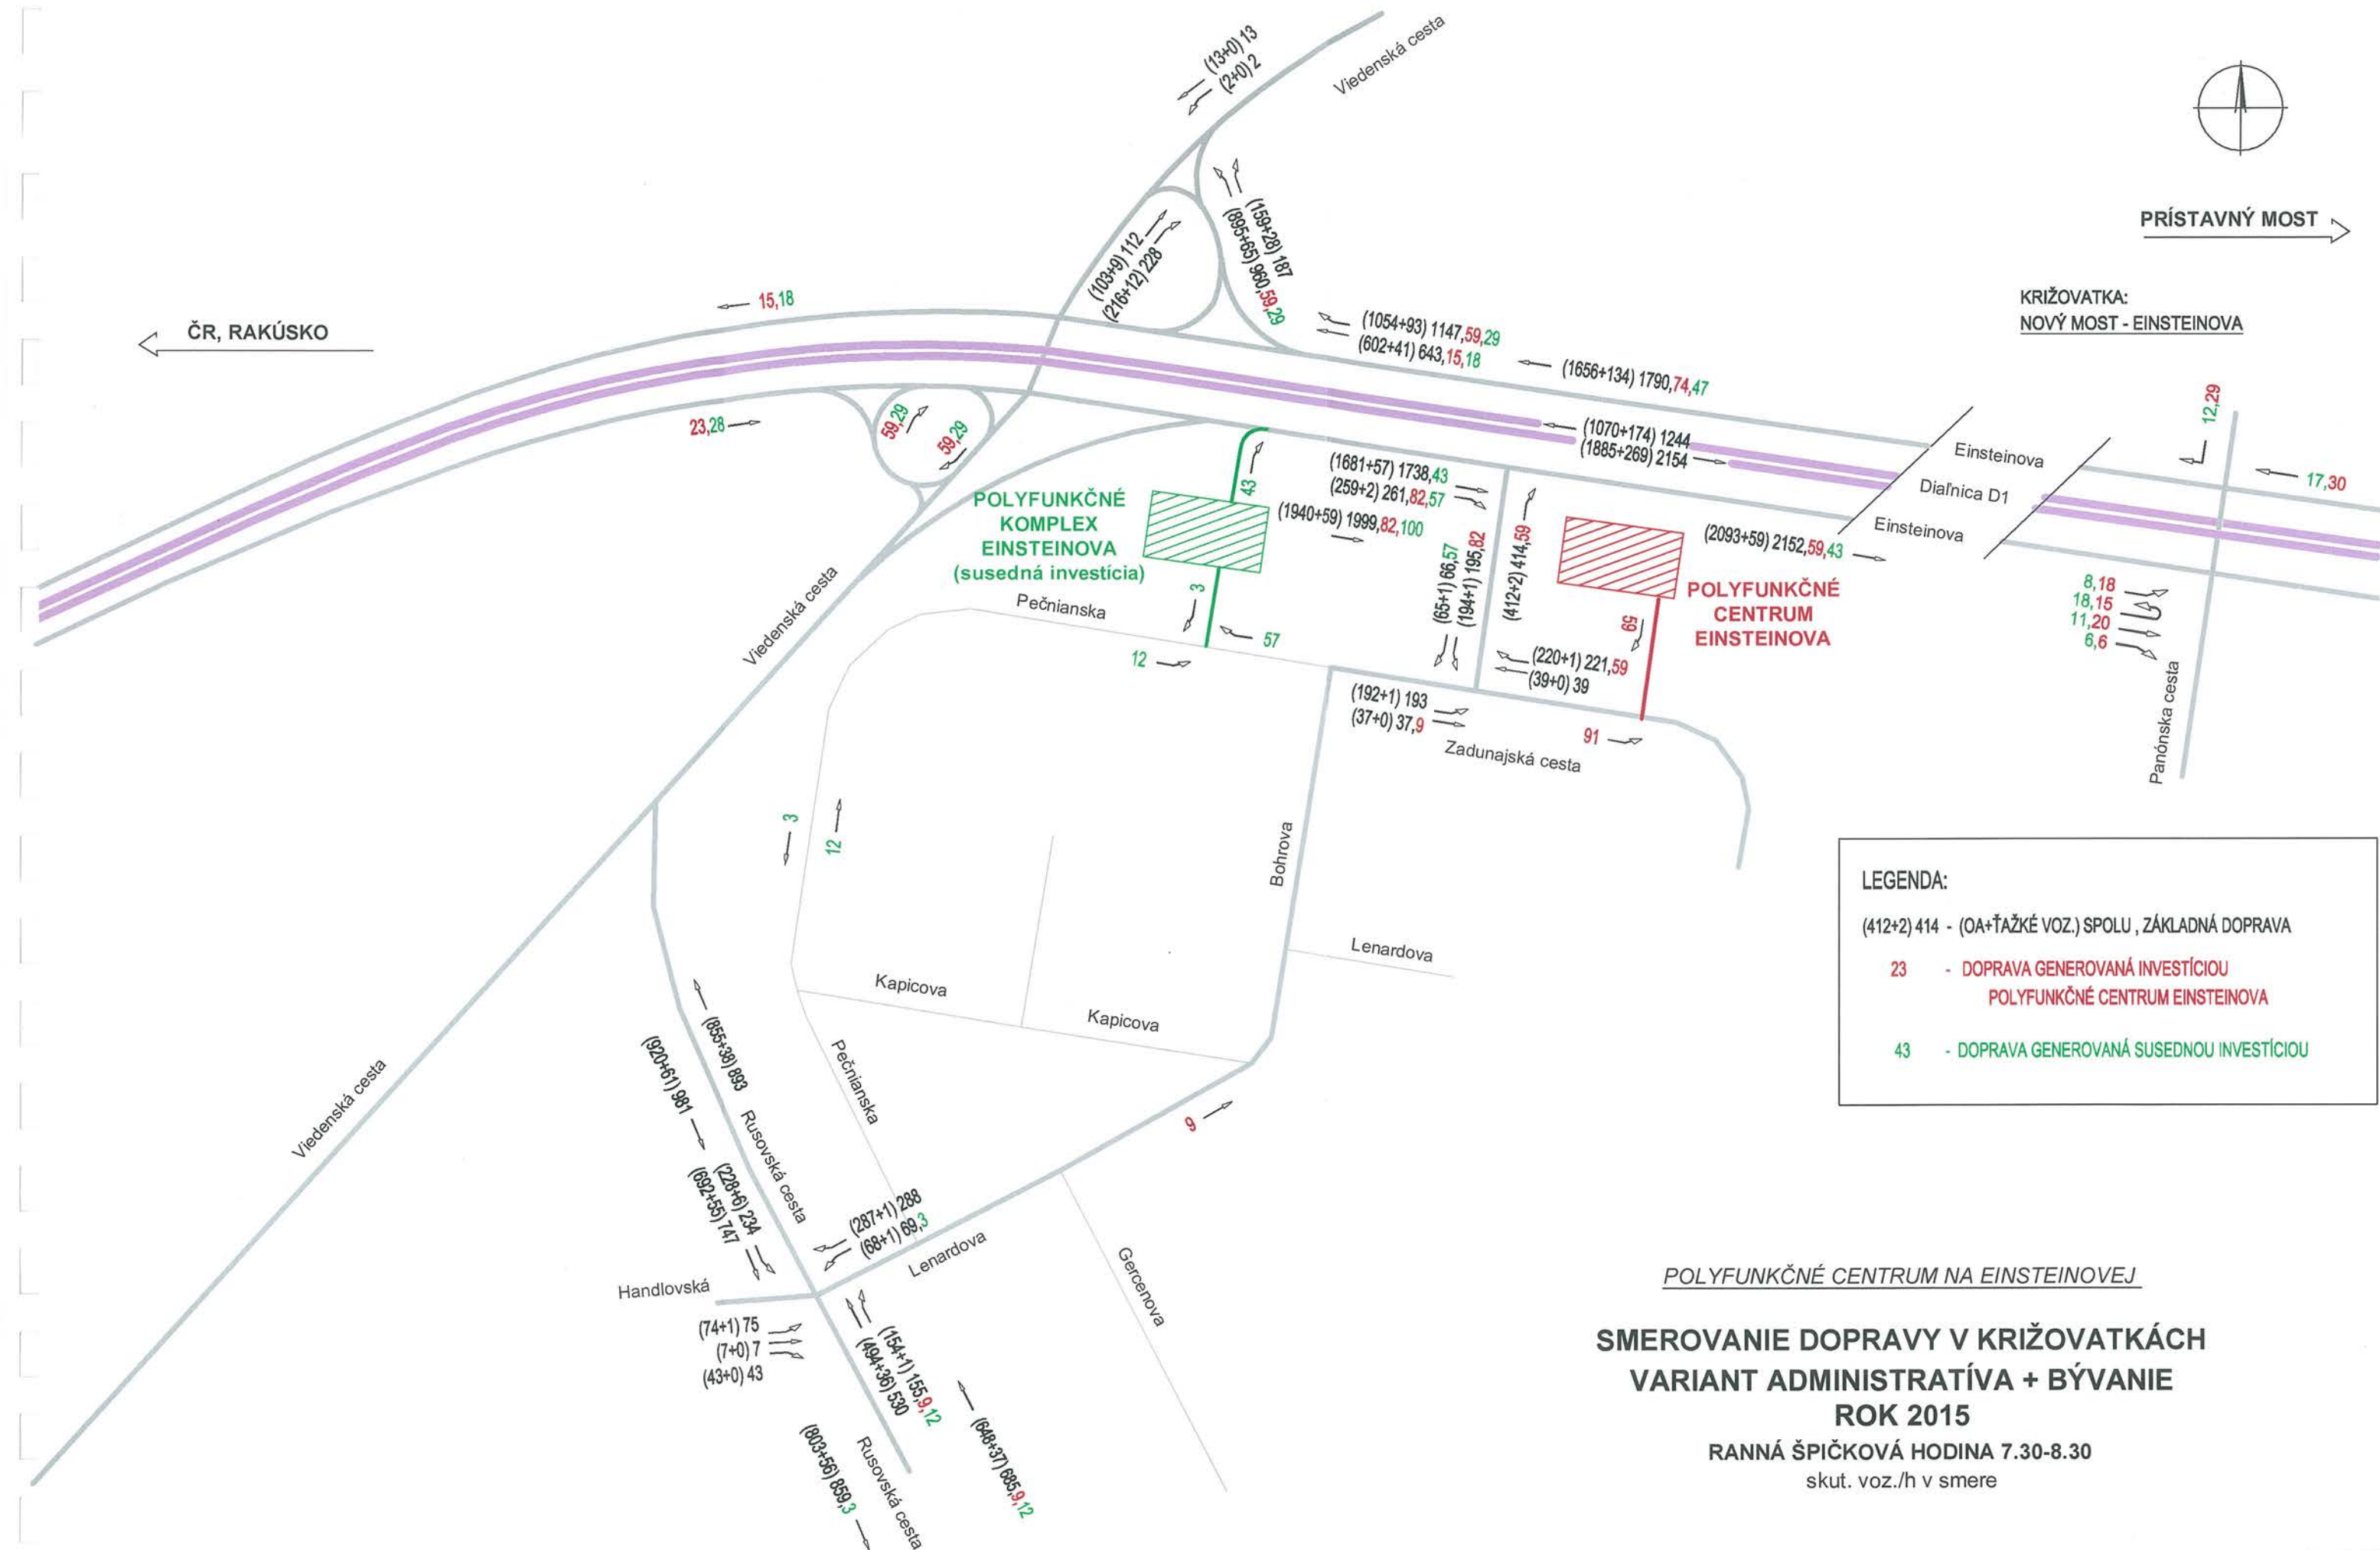 (13+0) 13
(2+0) 2
Viedenská cesta
PRÍSTAVNÝ MOST
KRIŽOVATKA:
NOVÝ MOST - EINSTEINOVA
ČR, RAKÚSKO
15,18
(103+9) 112
(216+12) 228
(159+28) 187
(895+65) 960,59,29
(1054+93) 1147,59,29
(602+41) 643,15,18
(1656+134) 1790,74,47
(1070+174) 1244
(1885+269) 2154
12,29
17,30
Einsteinova
Diaľnica D1
Einsteinova
23,28
59,29
59,29
POLYFUNKČNÉ
KOMPLEX
EINSTEINOVA
(susedná investícia)
43
3
(1681+57) 1738,43
(259+2) 261,82,57
(1940+59) 1999,82,100
(65+1) 66,57
(194+1) 195,82
(412+2) 414,59
(2093+59) 2152,59,43
POLYFUNKČNÉ
CENTRUM
EINSTEINOVA
59
8,18
18,15
11,20
6,6
Panónska cesta
Viedenská cesta
Pečnianska
12
57
(220+1) 221,59
(39+0) 39
(192+1) 193
(37+0) 37,9
91
Zadunajská cesta
3
12
Bohrova
Lenardova
Kapicova
Kapicova
Pečnianska
Viedenská cesta
(855+38) 893
(920+61) 981
Rusovská cesta
(228+6) 234
(692+55) 747
9
(287+1) 288
(68+1) 69,3
Lenardova
Gercenova
Handlovská
(74+1) 75
(7+0) 7
(43+0) 43
(154+1) 155,9,12
(494+36) 530
(648+37) 685,9,12
(803+56) 859,3
Rusovská cesta
LEGENDA:
(412+2) 414 - (OA+ŤAŽKÉ VOZ.) SPOLU , ZÁKLADNÁ DOPRAVA
23 - DOPRAVA GENEROVANÁ INVESTÍCIOU
POLYFUNKČNÉ CENTRUM EINSTEINOVA
43 - DOPRAVA GENEROVANÁ SUSEDNOU INVESTÍCIOU
POLYFUNKČNÉ CENTRUM NA EINSTEINOVEJ
SMEROVANIE DOPRAVY V KRIŽOVATKÁCH
VARIANT ADMINISTRATÍVA + BÝVANIE
ROK 2015
RANNÁ ŠPIČKOVÁ HODINA 7.30-8.30
skut. voz./h v smere